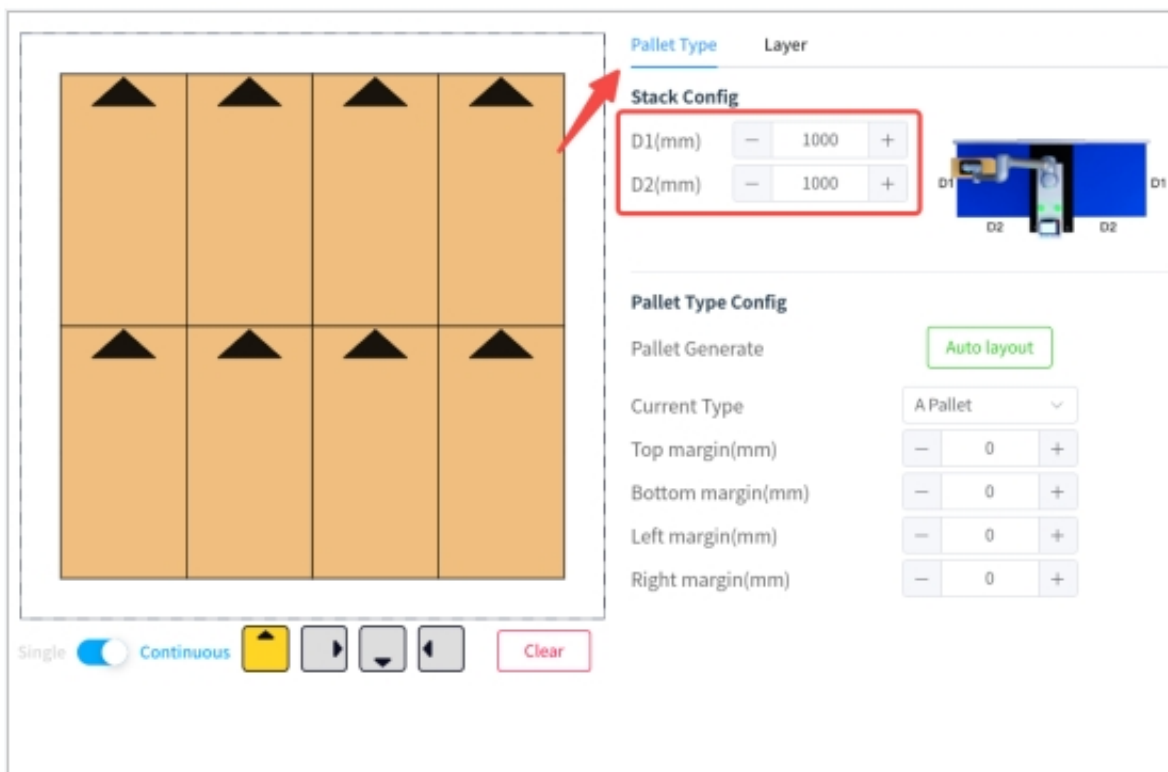 Pallet Type Layer
Stack Config
D1(mm) − 1000 +
D2(mm) − 1000 +
D1 D1
D2 D2
Pallet Type Config
Pallet Generate Auto layout
Current Type A Pallet
Top margin(mm) − 0 +
Bottom margin(mm) − 0 +
Left margin(mm) − 0 +
Right margin(mm) − 0 +
Single Continuous Clear